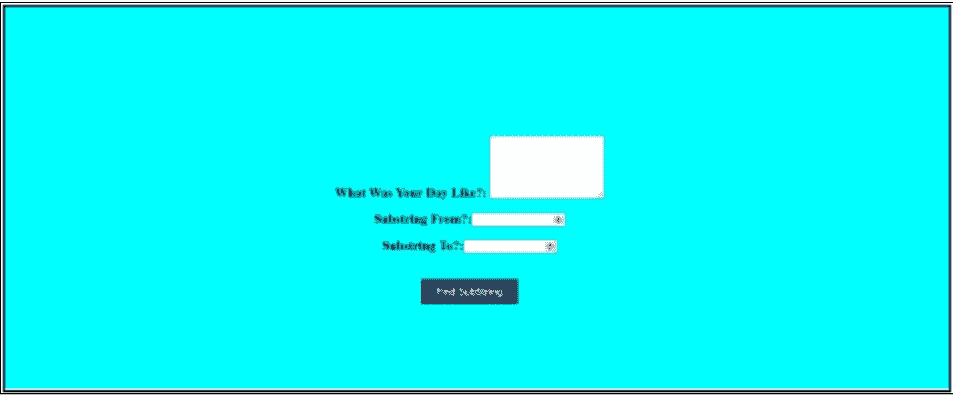 What Was Your Day Like?:
Substring From?:
Substring To?:
Find SubString